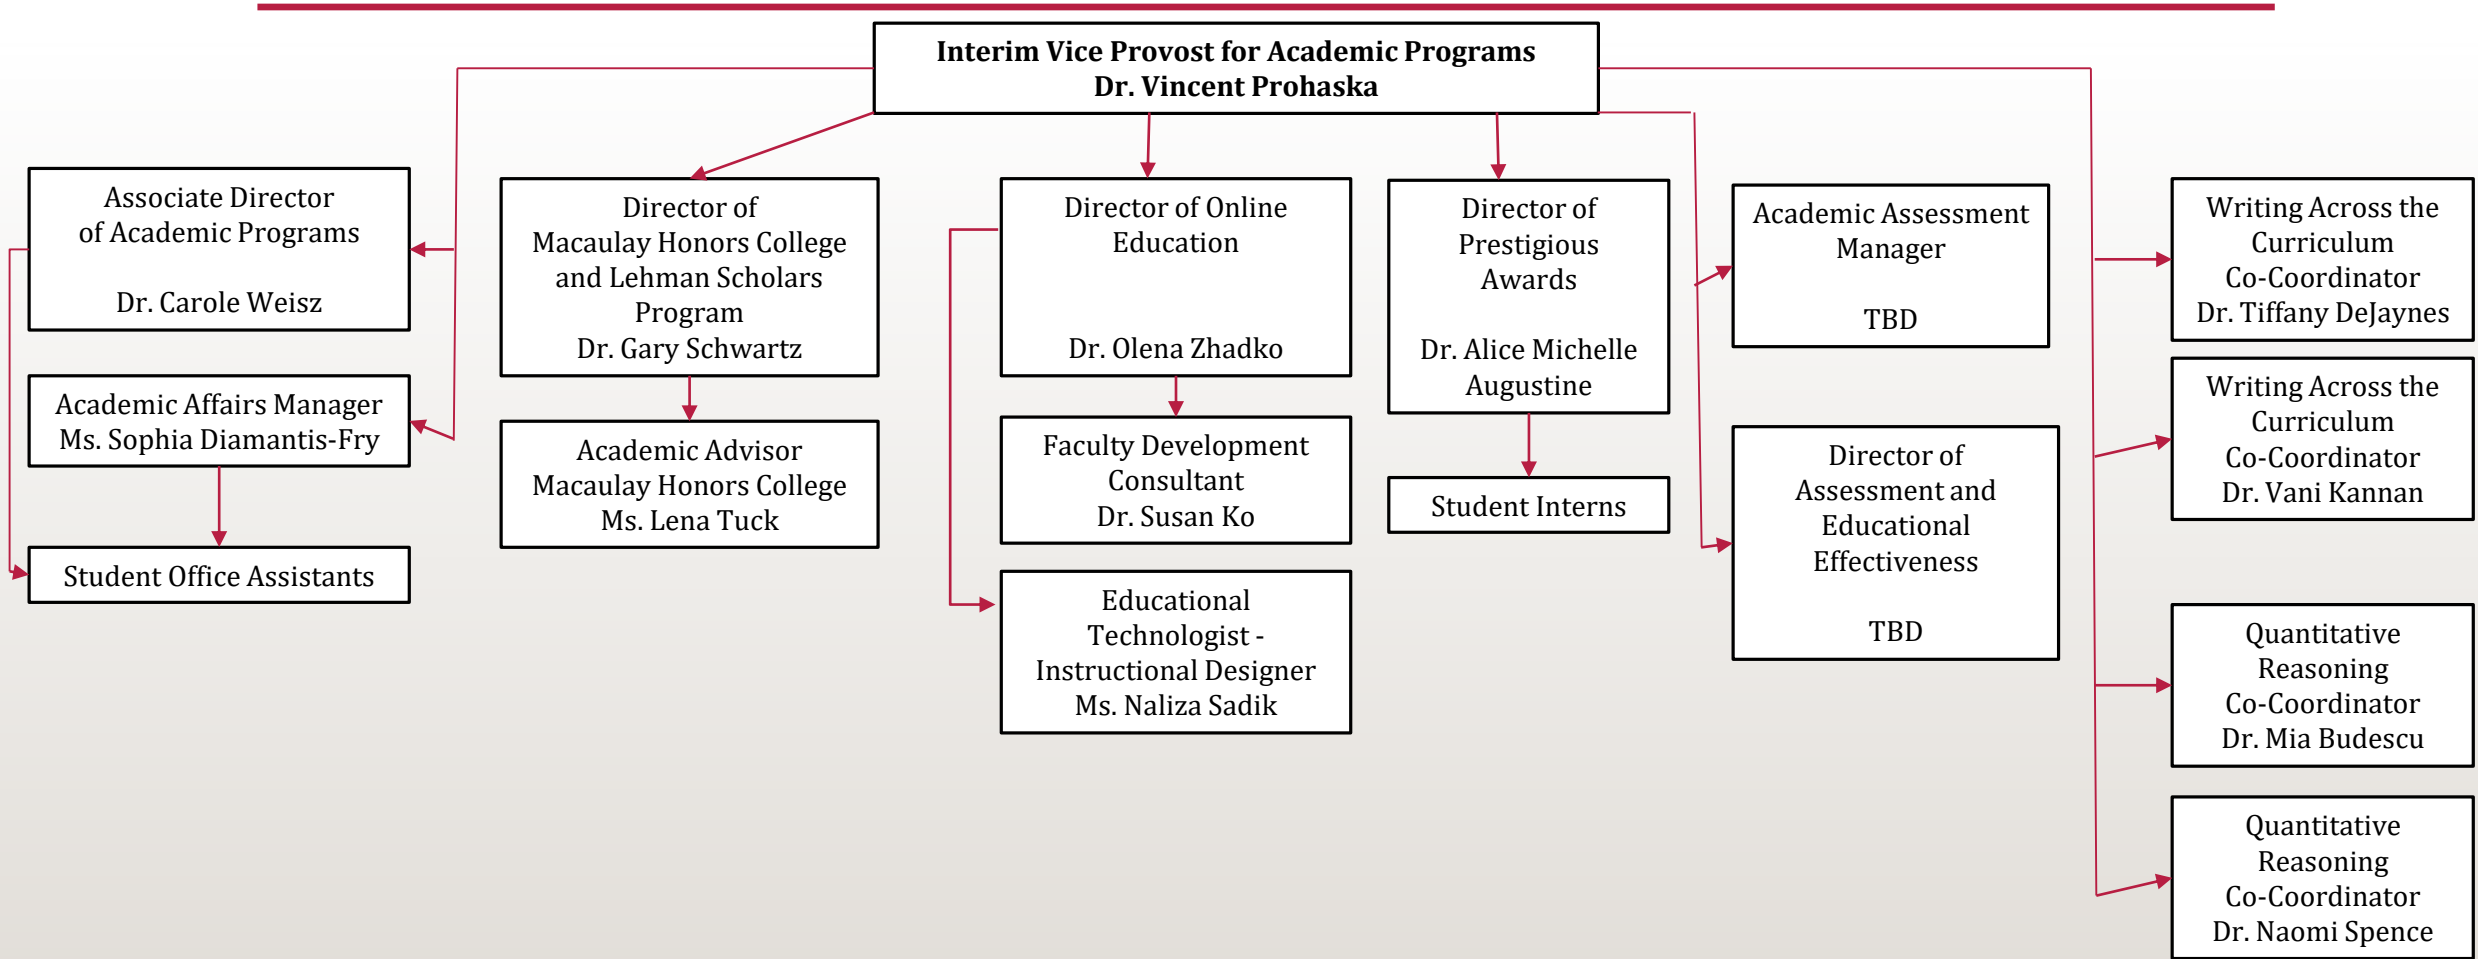 Interim Vice Provost for Academic Programs
Dr. Vincent Prohaska
Associate Director
of Academic Programs
Dr. Carole Weisz
Academic Affairs Manager
Ms. Sophia Diamantis-Fry
Student Office Assistants
Director of
Macaulay Honors College
and Lehman Scholars
Program
Dr. Gary Schwartz
Academic Advisor
Macaulay Honors College
Ms. Lena Tuck
Director of Online
Education
Dr. Olena Zhadko
Faculty Development
Consultant
Dr. Susan Ko
Educational
Technologist -
Instructional Designer
Ms. Naliza Sadik
Director of
Prestigious
Awards
Dr. Alice Michelle
Augustine
Student Interns
Academic Assessment
Manager
TBD
Director of
Assessment and
Educational
Effectiveness
TBD
Writing Across the
Curriculum
Co-Coordinator
Dr. Tiffany DeJaynes
Writing Across the
Curriculum
Co-Coordinator
Dr. Vani Kannan
Quantitative
Reasoning
Co-Coordinator
Dr. Mia Budescu
Quantitative
Reasoning
Co-Coordinator
Dr. Naomi Spence